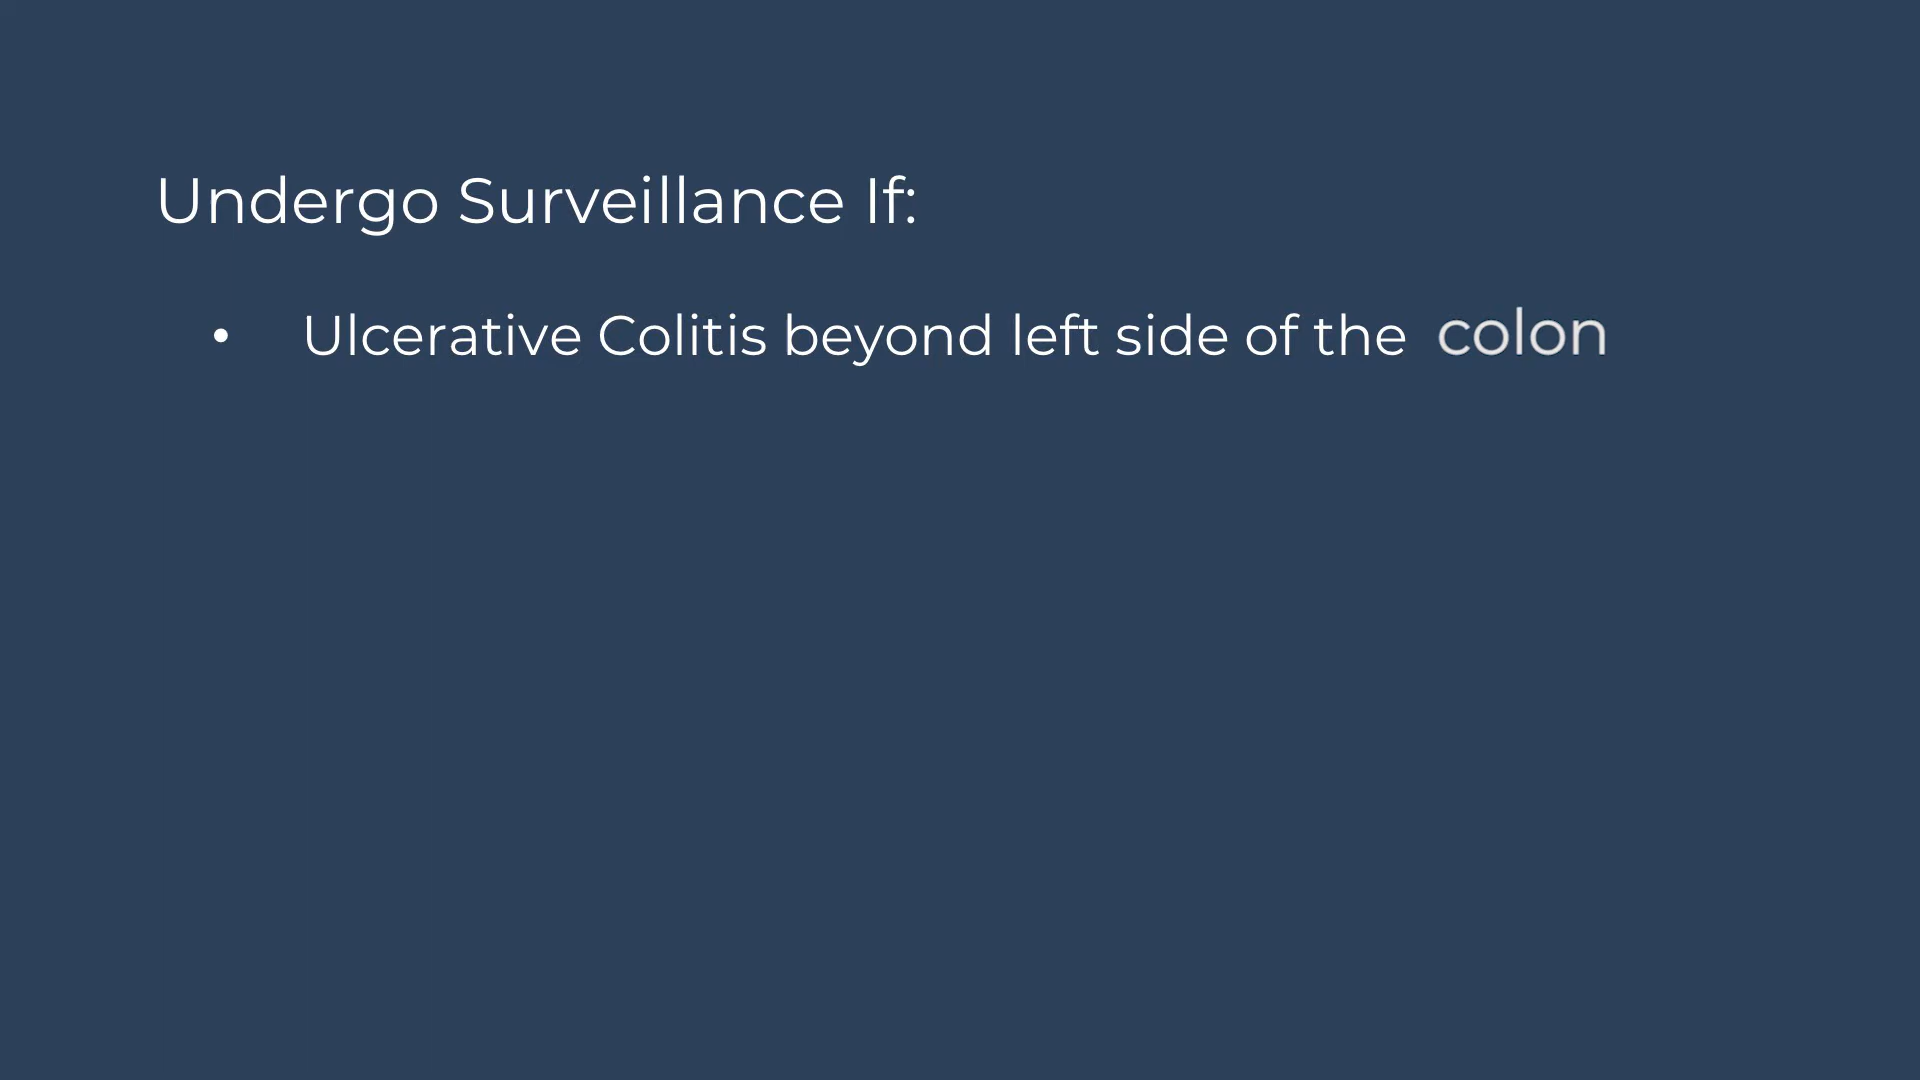 Undergo Surveillance If:
• Ulcerative Colitis beyond left side of the colon